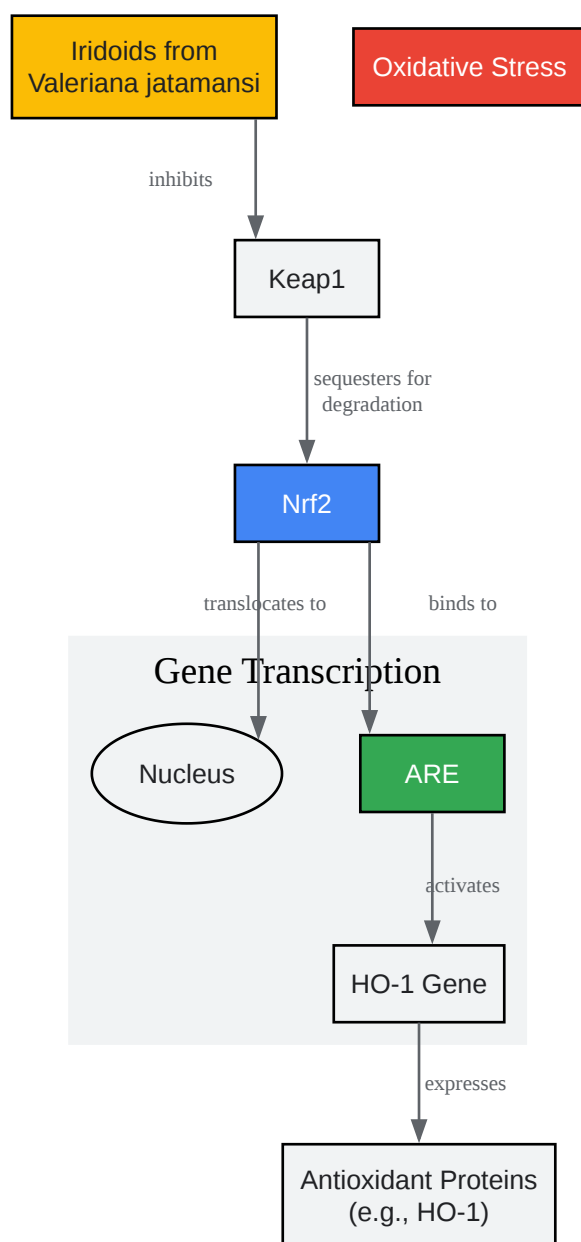 Iridoids from
Valeriana jatamansi
Oxidative Stress
inhibits
Keap1
sequesters for
degradation
Nrf2
translocates to
binds to
Gene Transcription
Nucleus
ARE
activates
HO-1 Gene
expresses
Antioxidant Proteins
(e.g., HO-1)